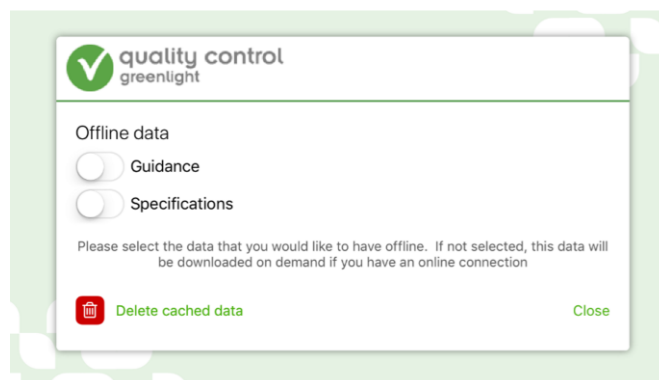 quality control
greenlight
Offline data
Guidance
Specifications
Please select the data that you would like to have offline.  If not selected, this data will
be downloaded on demand if you have an online connection
Delete cached data
Close